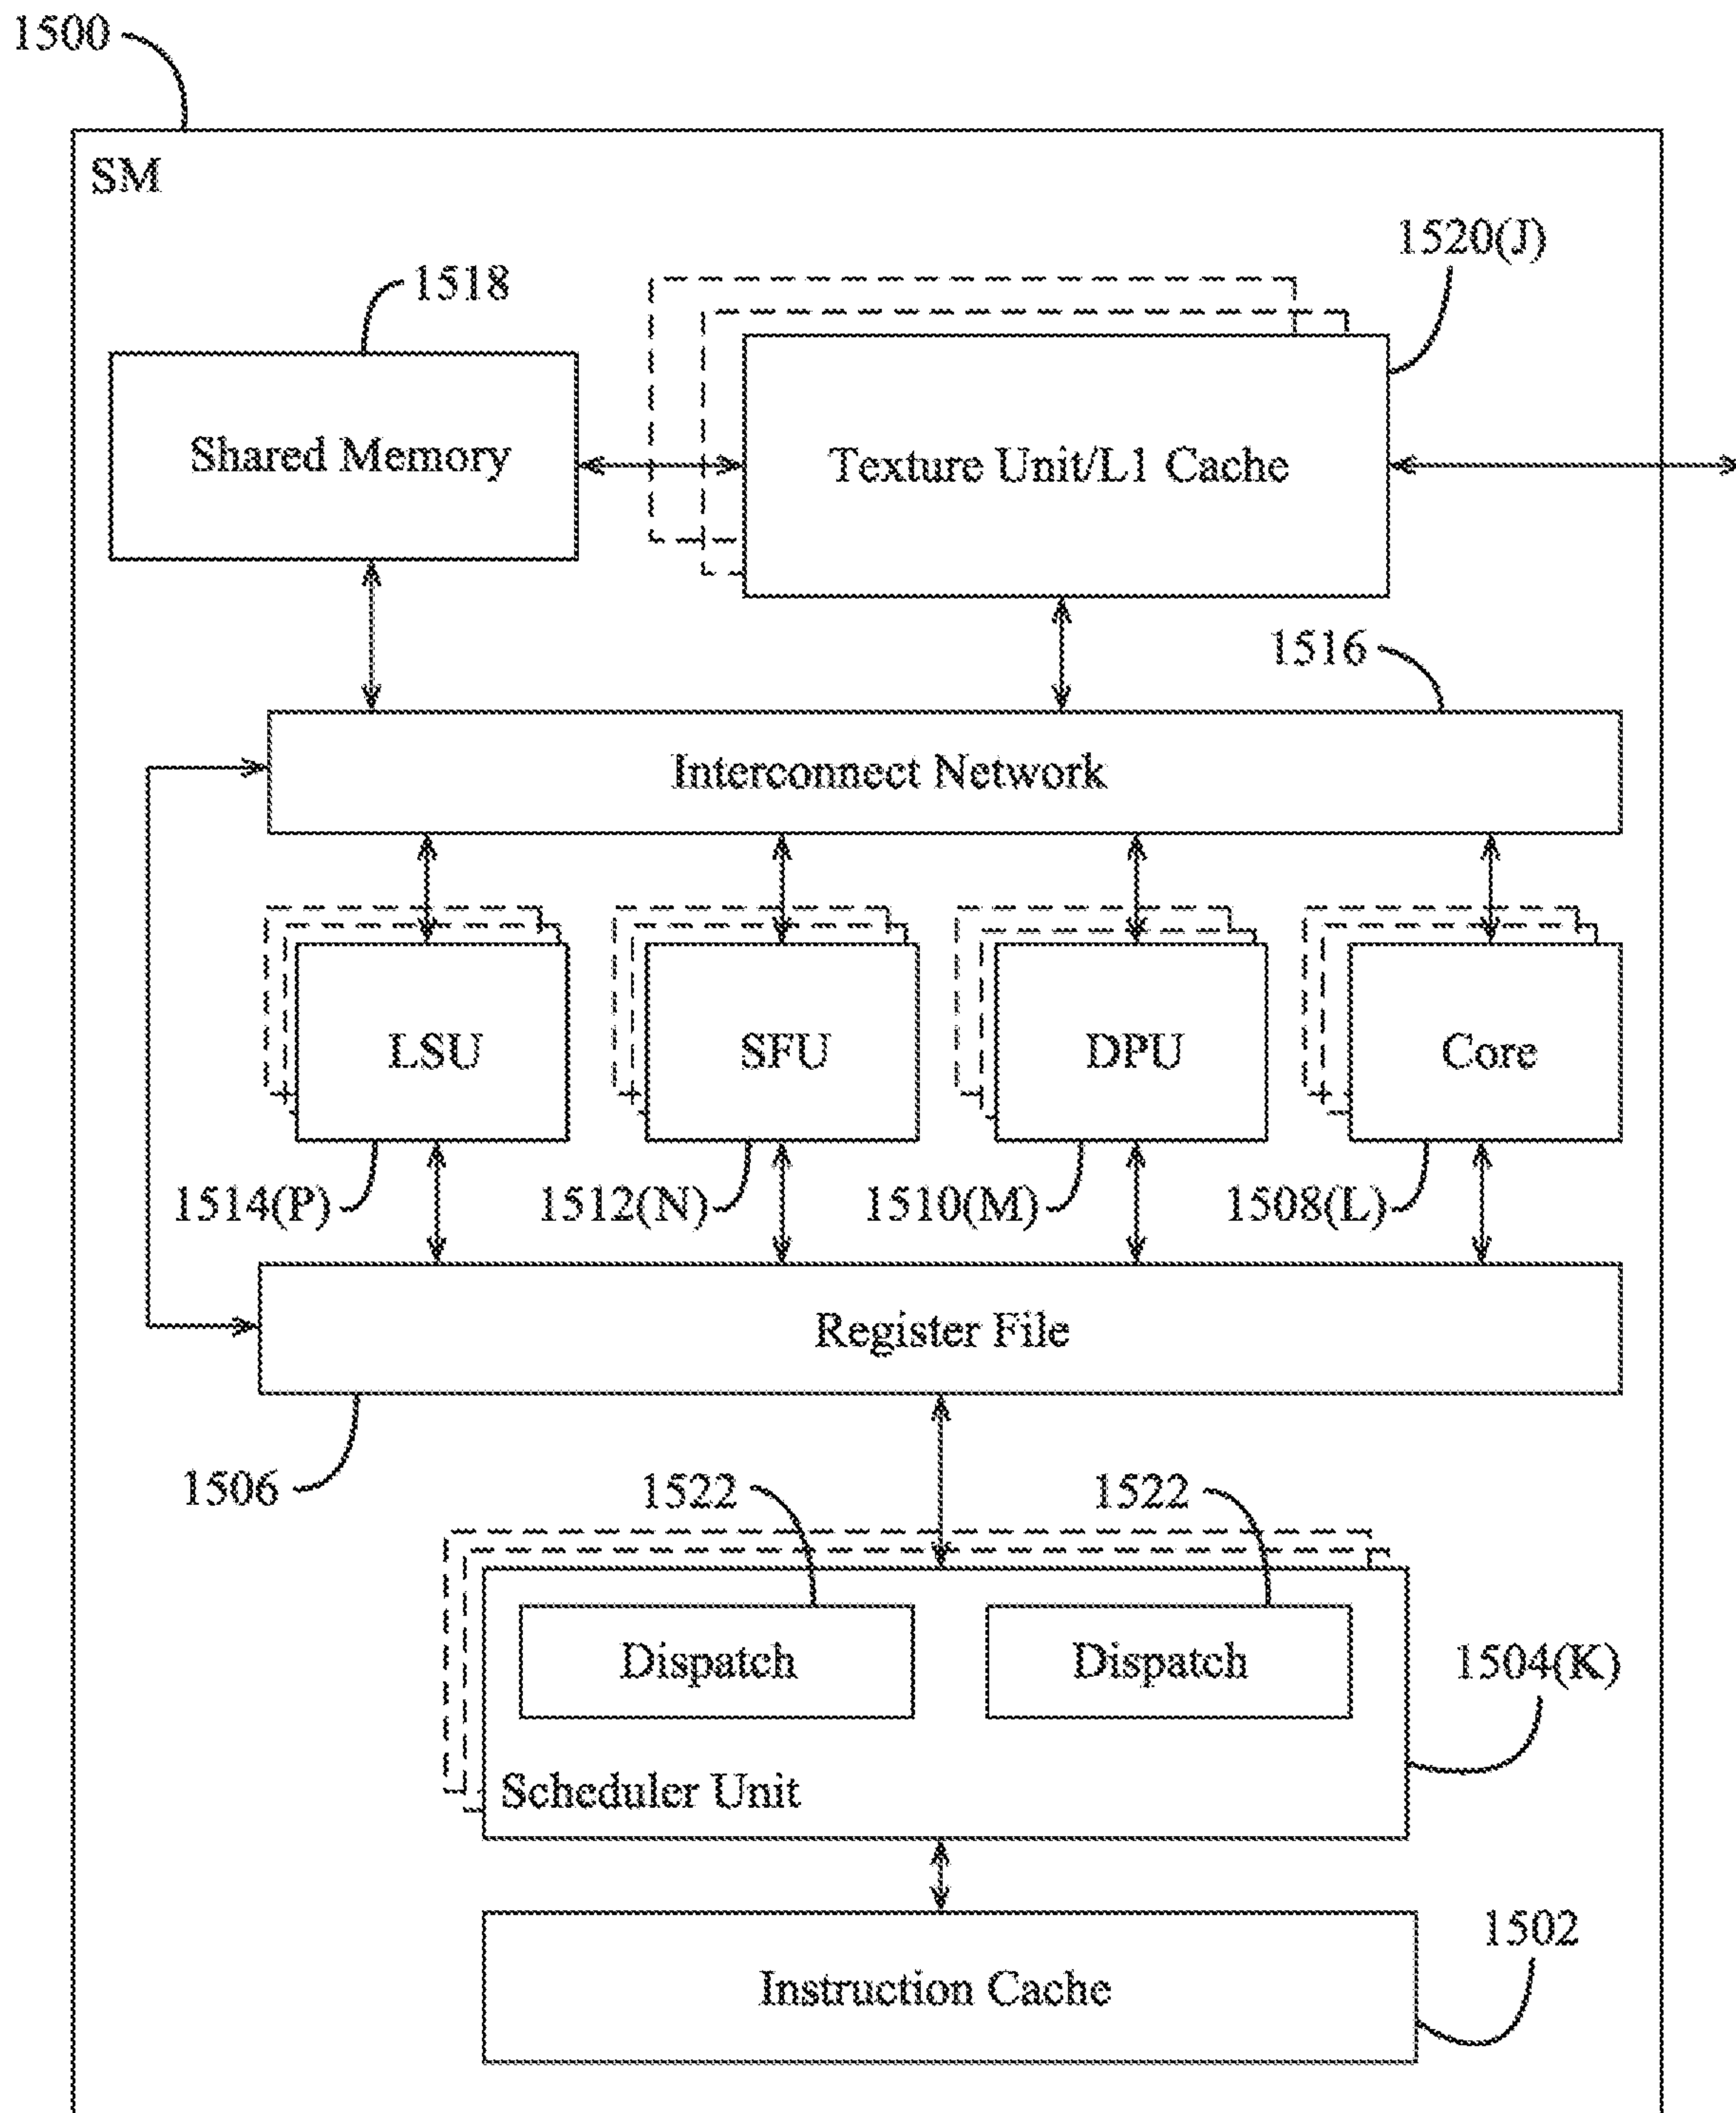 1500
SM
1520(J)
1518
Shared Memory
Texture Unit/L1 Cache
1516
Interconnect Network
LSU
SFU
DPU
Core
1514(P)
1512(N)
1510(M)
1508(L)
Register File
1506
1522
1522
Dispatch
Dispatch
1504(K)
Scheduler Unit
1502
Instruction Cache